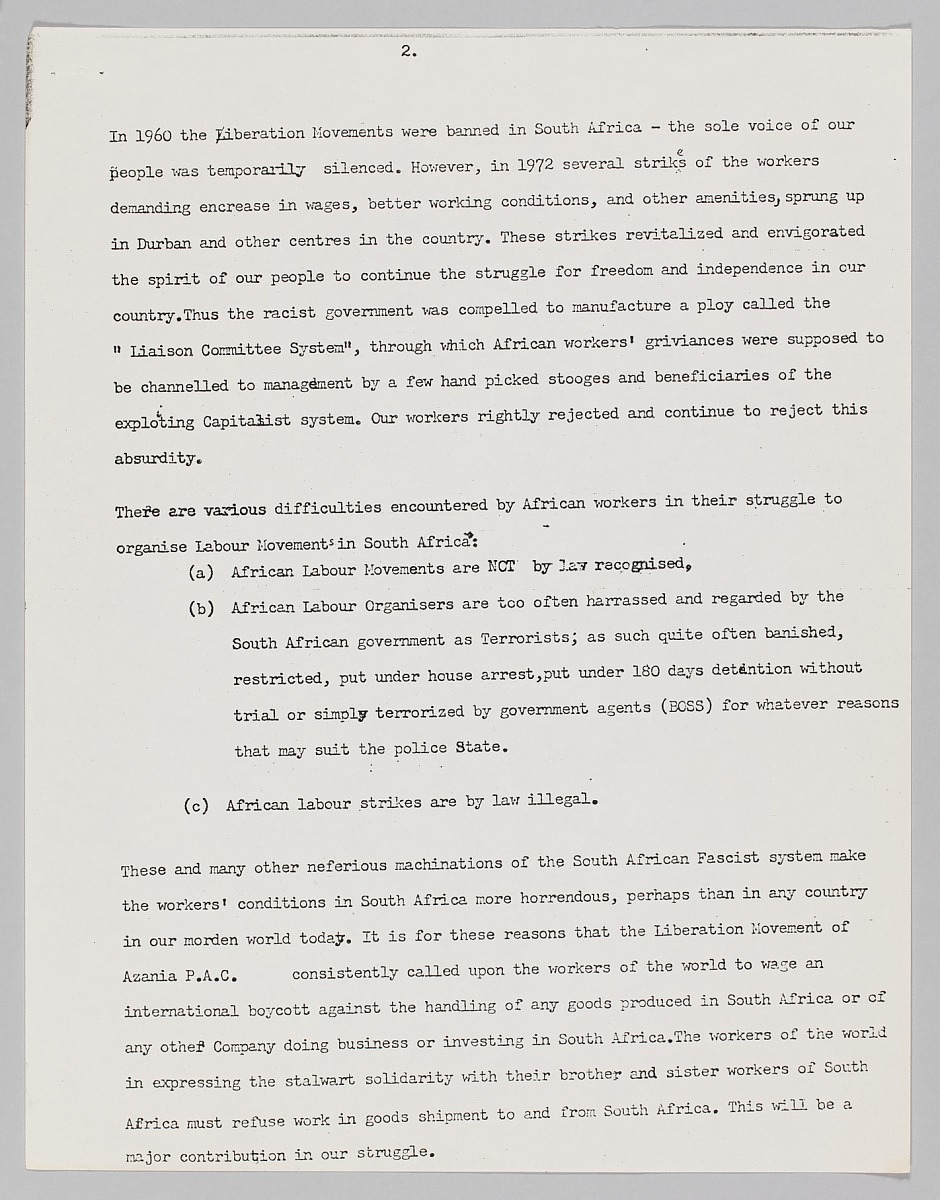 2.
In 1960 the Liberation Movements were banned in South Africa - the sole voice of our
people was temporarily silenced. However, in 1972 several strikes of the workers
demanding encrease in wages, better working conditions, and other amenities, sprung up
in Durban and other centres in the country. These strikes revitalized and envigorated
the spirit of our people to continue the struggle for freedom and independence in our
country.Thus the racist government was compelled to manufacture a ploy called the
" Liaison Committee System", through which African workers' griviances were supposed to
be channelled to management by a few hand picked stooges and beneficiaries of the
exploiting Capitalist system. Our workers rightly rejected and continue to reject this
absurdity.
There are various difficulties encountered by African workers in their struggle to
organise Labour Movements in South Africa:
(a) African Labour Movements are NOT by law recognised,
(b) African Labour Organisers are too often harrassed and regarded by the
South African government as Terrorists; as such quite often banished,
restricted, put under house arrest,put under 180 days detention without
trial or simply terrorized by government agents (BOSS) for whatever reasons
that may suit the police State.
(c) African labour strikes are by law illegal.
These and many other neferious machinations of the South African Fascist system make
the workers' conditions in South Africa more horrendous, perhaps than in any country
in our morden world today. It is for these reasons that the Liberation Movement of
Azania P.A.C. consistently called upon the workers of the world to wage an
international boycott against the handling of any goods produced in South Africa or of
any other Company doing business or investing in South Africa.The workers of the world
in expressing the stalwart solidarity with their brother and sister workers of South
Africa must refuse work in goods shipment to and from South Africa. This will be a
major contribution in our struggle.